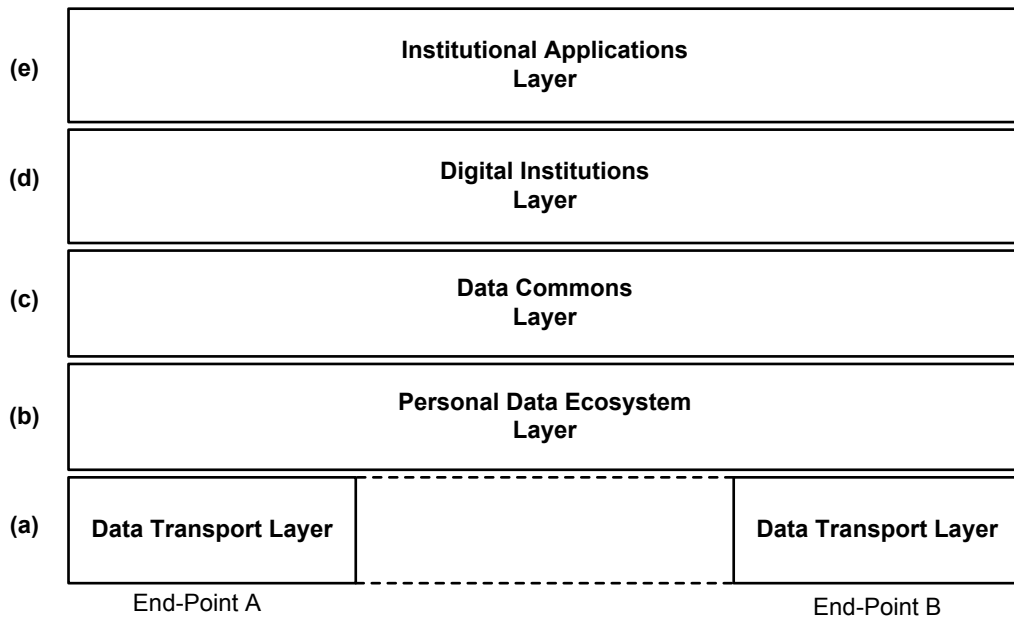 (e)
Institutional Applications
Layer
(d)
Digital Institutions
Layer
(c)
Data Commons
Layer
(b)
Personal Data Ecosystem
Layer
(a)
Data Transport Layer
Data Transport Layer
End-Point A
End-Point B